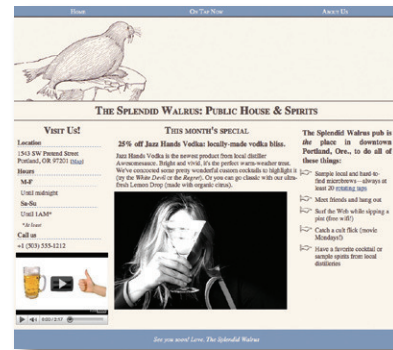 Home On Tap Now About Us
The Splendid Walrus: Public House & Spirits
Visit Us!
Location
1543 SW Pretend Street
Portland, OR 97201 [Map]
Hours
M-F
Until midnight
Sa-Su
Until 1AM*
*At least
Call us
+1 (503) 555-1212
0:00 / 2:17
This month's special
25% off Jazz Hands Vodka: locally-made vodka bliss.
Jazz Hands Vodka is the newest product from local distiller
Awesomesauce. Bright and vivid, it's the perfect warm-weather treat.
We've concocted some pretty wonderful custom cocktails to highlight it
(try the White Devil or the Regret). Or you can go classic with our ultra-
fresh Lemon Drop (made with organic citrus).
The Splendid Walrus pub is
the place in downtown
Portland, Ore., to do all of
these things:
Sample local and hard-to-
find microbrews—always at
least 20 rotating taps
Meet friends and hang out
Surf the Web while sipping a
pint (free wifi!)
Catch a cult flick (movie
Mondays!)
Have a favorite cocktail or
sample spirits from local
distilleries
See you soon! Love, The Splendid Walrus